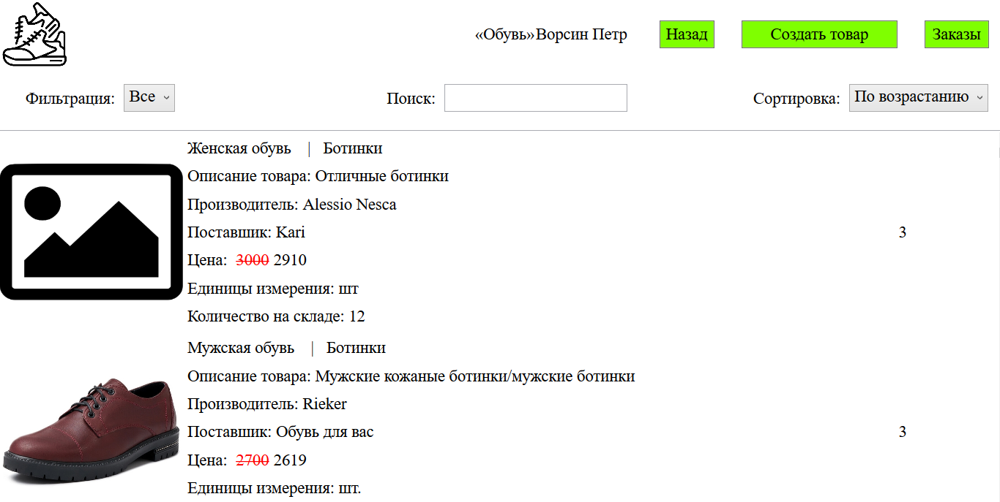 «Обувь»Ворсин Петр Назад Создать товар Заказы
Фильтрация: Все Поиск: Сортировка: По возрастанию
Женская обувь | Ботинки
Описание товара: Отличные ботинки
Производитель: Alessio Nesca
Поставшик: Kari 3
Цена: 3000 2910
Единицы измерения: шт
Количество на складе: 12
Мужская обувь | Ботинки
Описание товара: Мужские кожаные ботинки/мужские ботинки
Производитель: Rieker
Поставшик: Обувь для вас 3
Цена: 2700 2619
Единицы измерения: шт.